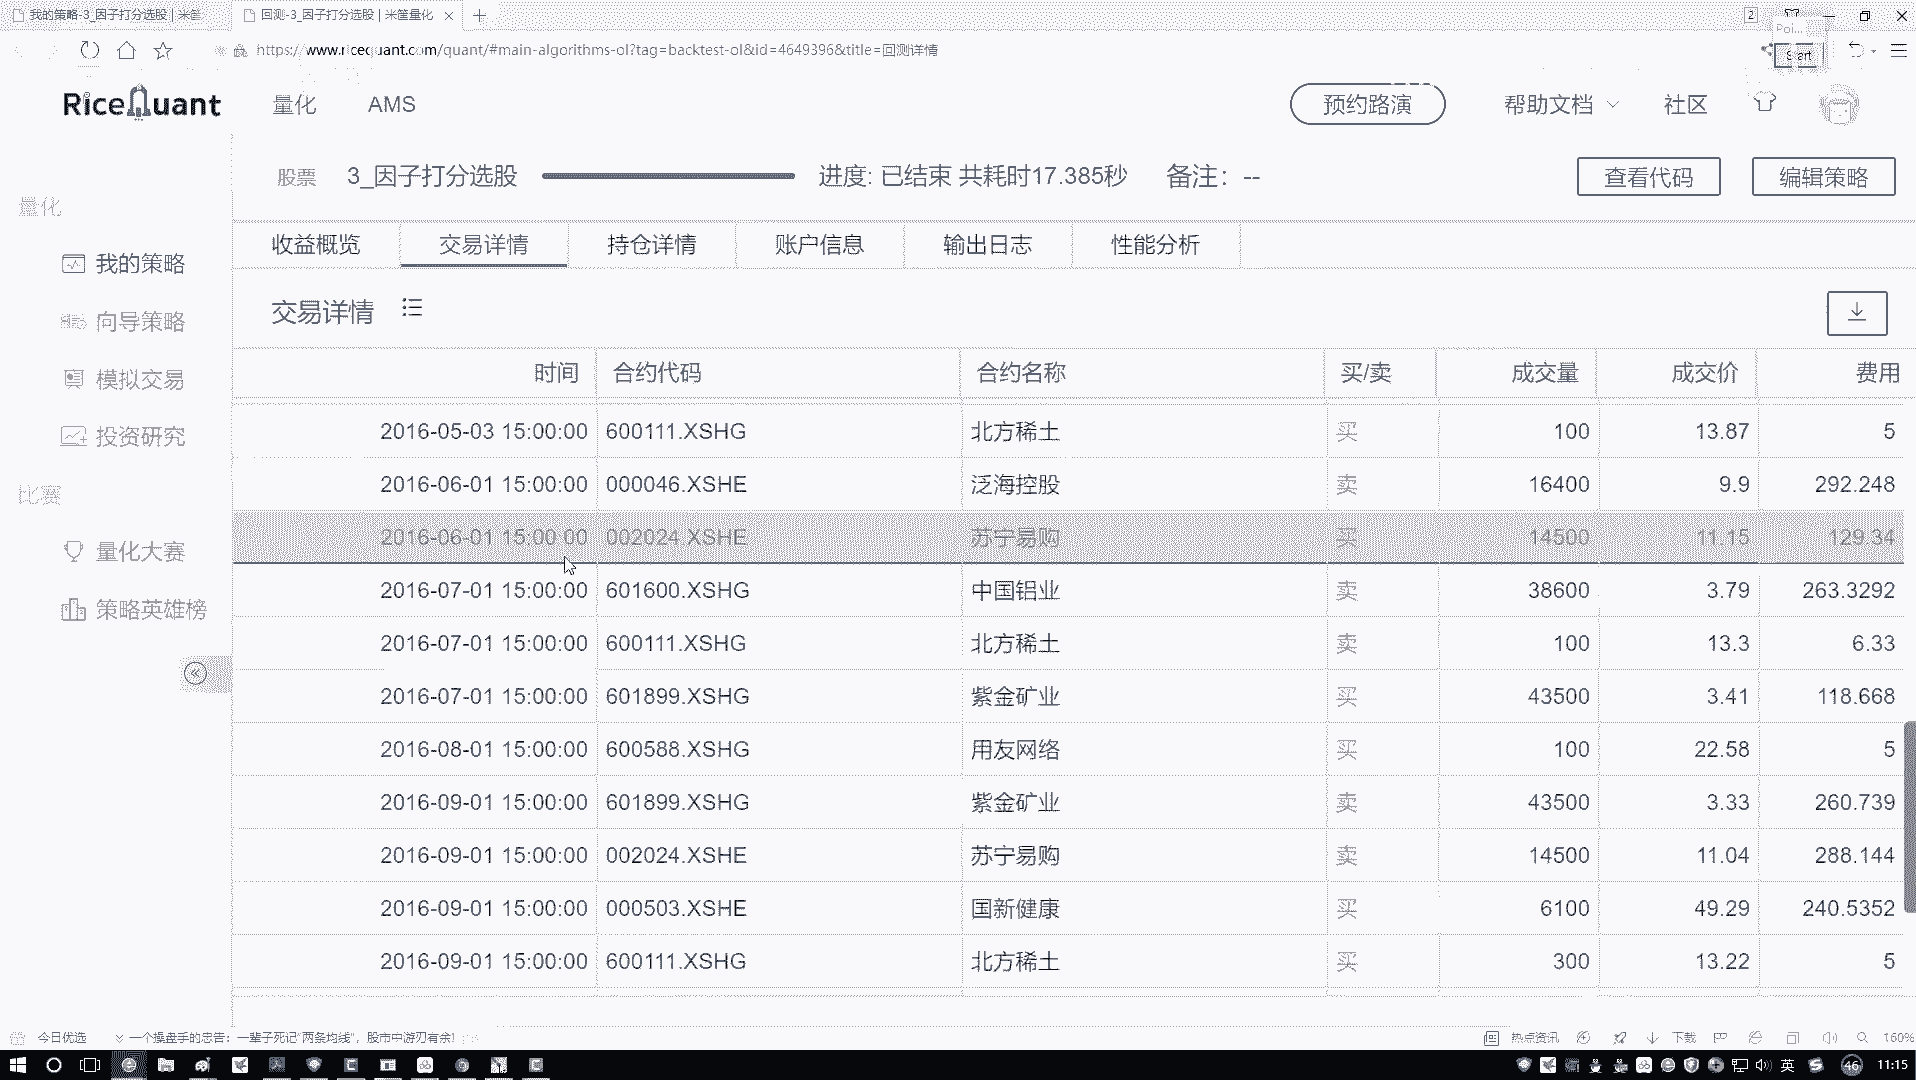 我的策略-3_因子打分选股 | 米筐
回测-3_因子打分选股 | 米筐量化
2
https://www.ricequant.com/quant/#main-algorithms-ol?tag=backtest-ol&id=4649396&title=回测详情
Poi...
Start
RiceQuant 量化 AMS 预约路演 帮助文档 社区
股票 3_因子打分选股 进度: 已结束 共耗时17.385秒 备注: -- 查看代码 编辑策略
量化
我的策略
向导策略
模拟交易
投资研究
比赛
量化大赛
策略英雄榜
收益概览 交易详情 持仓详情 账户信息 输出日志 性能分析
交易详情
时间 合约代码 合约名称 买/卖 成交量 成交价 费用
2016-05-03 15:00:00 600111.XSHG 北方稀土 买 100 13.87 5
2016-06-01 15:00:00 000046.XSHE 泛海控股 卖 16400 9.9 292.248
2016-06-01 15:00:00 002024.XSHE 苏宁易购 买 14500 11.15 129.34
2016-07-01 15:00:00 601600.XSHG 中国铝业 卖 38600 3.79 263.3292
2016-07-01 15:00:00 600111.XSHG 北方稀土 卖 100 13.3 6.33
2016-07-01 15:00:00 601899.XSHG 紫金矿业 买 43500 3.41 118.668
2016-08-01 15:00:00 600588.XSHG 用友网络 买 100 22.58 5
2016-09-01 15:00:00 601899.XSHG 紫金矿业 卖 43500 3.33 260.739
2016-09-01 15:00:00 002024.XSHE 苏宁易购 卖 14500 11.04 288.144
2016-09-01 15:00:00 000503.XSHE 国新健康 买 6100 49.29 240.5352
2016-09-01 15:00:00 600111.XSHG 北方稀土 买 300 13.22 5
今日优选 一个操盘手的忠告：一辈子死记"两条均线"，股市中游刃有余! 热点资讯 下载 160%
英 46 11:15